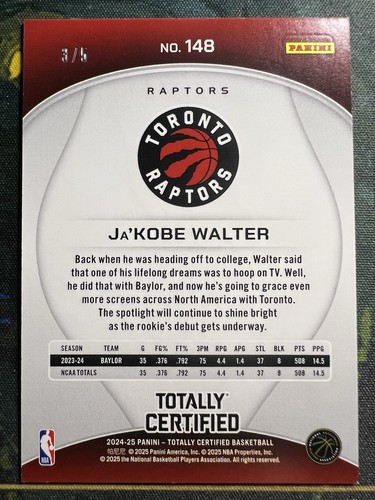 3/5
NO. 148
PANINI
RAPTORS
TORONTO
RAPTORS
JA'KOBE WALTER
Back when he was heading off to college, Walter said
that one of his lifelong dreams was to hoop on TV. Well,
he did that with Baylor, and now he's going to grace even
more screens across North America with Toronto.
The spotlight will continue to shine bright
as the rookie's debut gets underway.
SEASON TEAM G FG% FT% 3PM RPG APG STL BLK PTS PPG
2023-24 BAYLOR 35 .376 .792 75 4.4 1.4 37 8 508 14.5
NCAA TOTALS 35 .376 .792 75 4.4 1.4 37 8 508 14.5
TOTALLY
CERTIFIED
2024-25 PANINI – TOTALLY CERTIFIED BASKETBALL
帕尼尼 © 2025 Panini America, Inc. © 2025 NBA Properties, Inc.
© 2025 the National Basketball Players Association. All rights reserved.
NBA